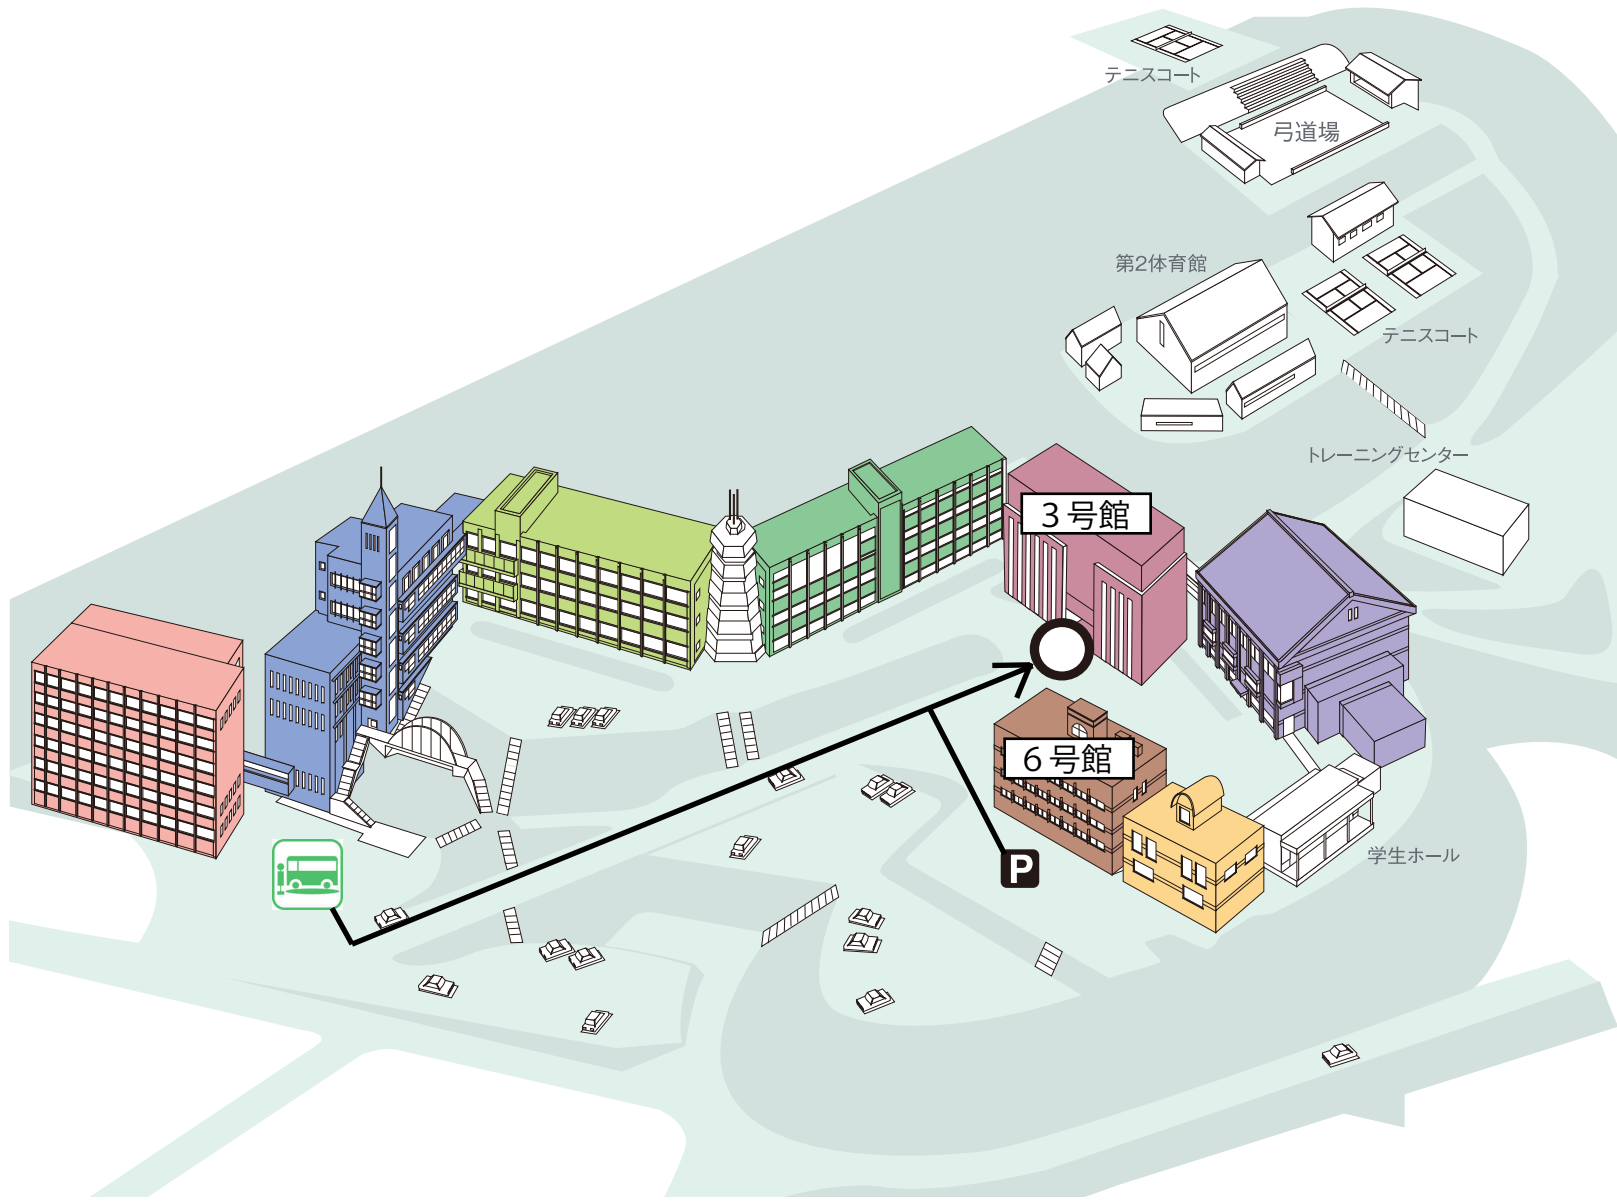 テニスコート
弓道場
第2体育館
テニスコート
トレーニングセンター
３号館
６号館
P
学生ホール